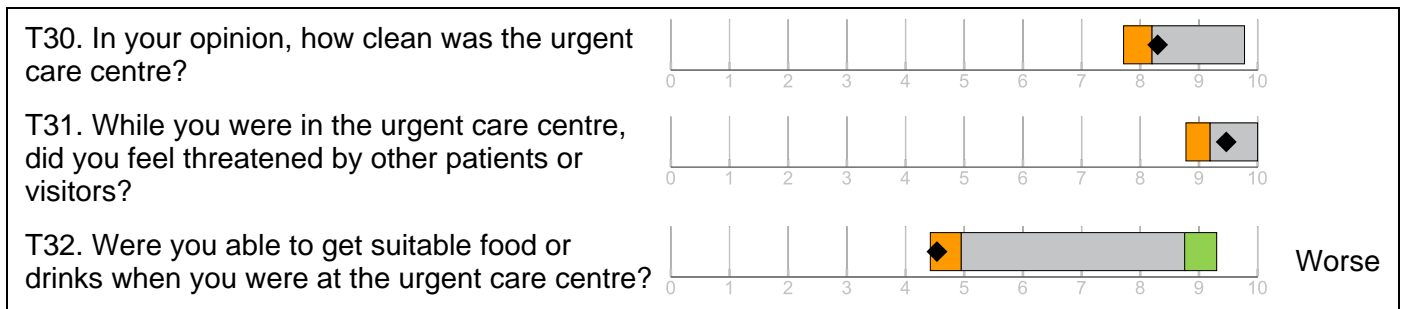 T30. In your opinion, how clean was the urgent
care centre?
0 1 2 3 4 5 6 7 8 9 10
T31. While you were in the urgent care centre,
did you feel threatened by other patients or
visitors?
0 1 2 3 4 5 6 7 8 9 10
T32. Were you able to get suitable food or
drinks when you were at the urgent care centre?
0 1 2 3 4 5 6 7 8 9 10
Worse